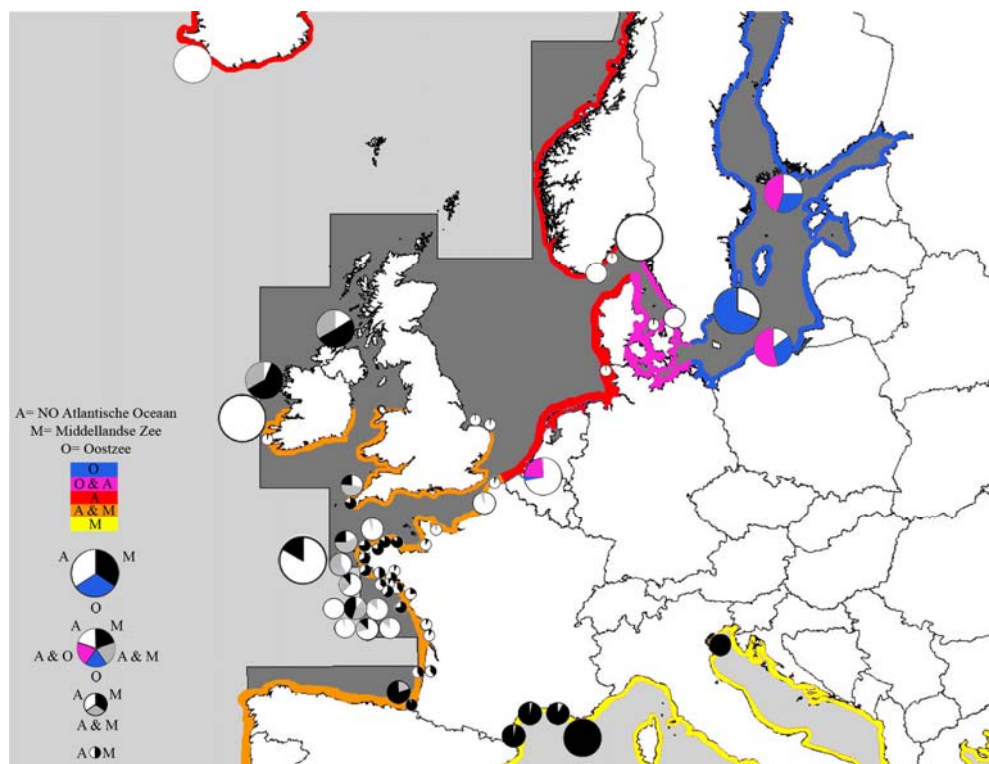 A= NO Atlantische Oceaan
M= Middellandse Zee
O= Oostzee
O
O & A
A
A & M
M
A M
O
A M
A & O A & M
O
A M
A & M
A M